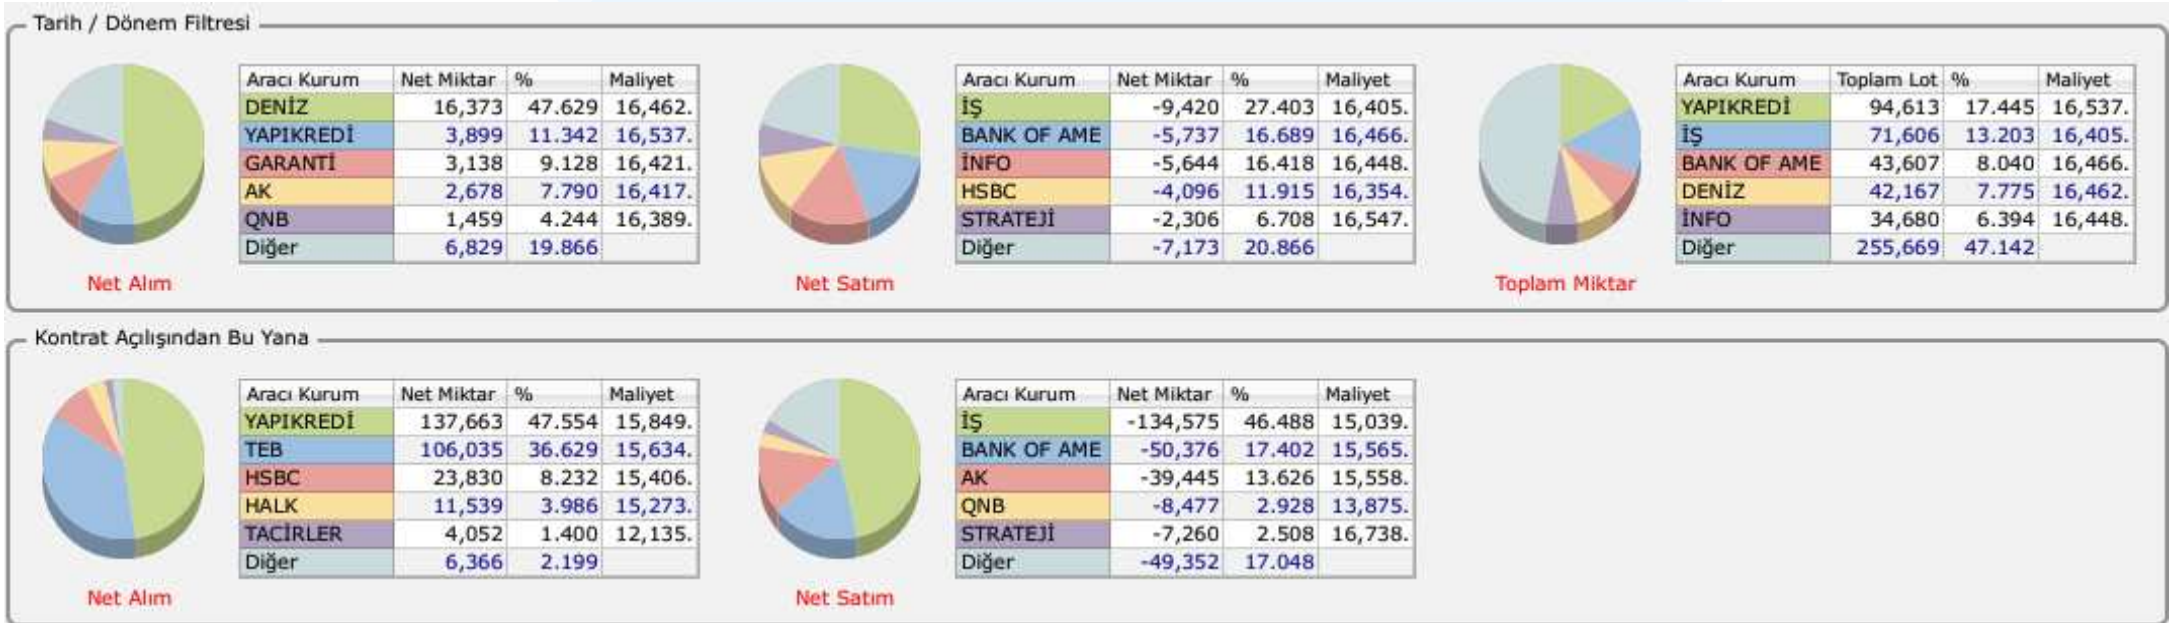 Tarih / Dönem Filtresi
Aracı Kurum Net Miktar % Maliyet
DENİZ 16,373 47.629 16,462.
YAPIKREDİ 3,899 11.342 16,537.
GARANTİ 3,138 9.128 16,421.
AK 2,678 7.790 16,417.
QNB 1,459 4.244 16,389.
Diğer 6,829 19.866
Net Alım
Aracı Kurum Net Miktar % Maliyet
İŞ -9,420 27.403 16,405.
BANK OF AME -5,737 16.689 16,466.
İNFO -5,644 16.418 16,448.
HSBC -4,096 11.915 16,354.
STRATEJİ -2,306 6.708 16,547.
Diğer -7,173 20.866
Net Satım
Aracı Kurum Toplam Lot % Maliyet
YAPIKREDİ 94,613 17.445 16,537.
İŞ 71,606 13.203 16,405.
BANK OF AME 43,607 8.040 16,466.
DENİZ 42,167 7.775 16,462.
İNFO 34,680 6.394 16,448.
Diğer 255,669 47.142
Toplam Miktar
Kontrat Açılışından Bu Yana
Aracı Kurum Net Miktar % Maliyet
YAPIKREDİ 137,663 47.554 15,849.
TEB 106,035 36.629 15,634.
HSBC 23,830 8.232 15,406.
HALK 11,539 3.986 15,273.
TACİRLER 4,052 1.400 12,135.
Diğer 6,366 2.199
Net Alım
Aracı Kurum Net Miktar % Maliyet
İŞ -134,575 46.488 15,039.
BANK OF AME -50,376 17.402 15,565.
AK -39,445 13.626 15,558.
QNB -8,477 2.928 13,875.
STRATEJİ -7,260 2.508 16,738.
Diğer -49,352 17.048
Net Satım